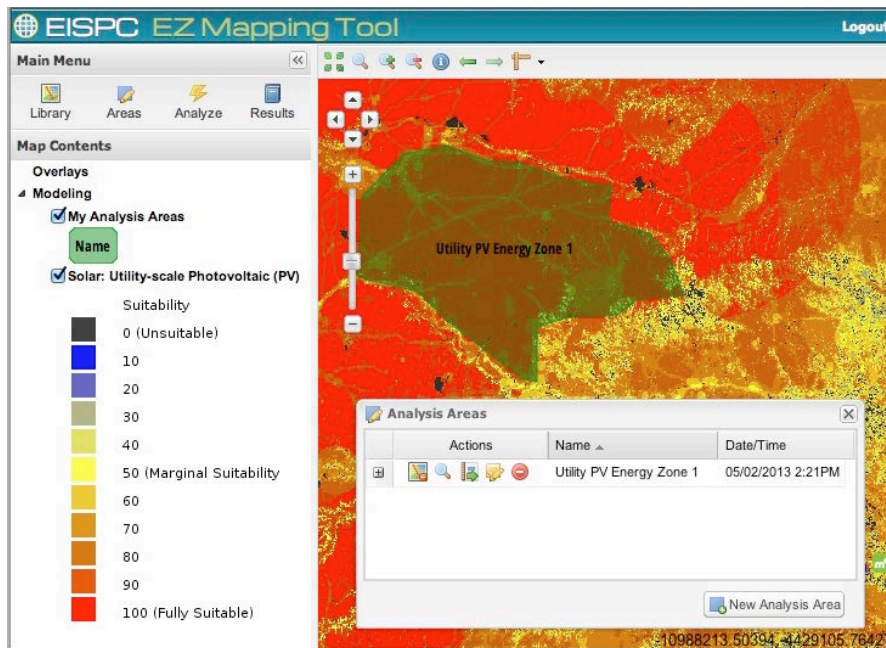 EISPC EZ Mapping Tool
Logout
Main Menu
Library Areas Analyze Results
Map Contents
Overlays
Modeling
My Analysis Areas
Name
Solar: Utility-scale Photovoltaic (PV)
Suitability
0 (Unsuitable)
10
20
30
40
50 (Marginal Suitability
60
70
80
90
100 (Fully Suitable)
Utility PV Energy Zone 1
Analysis Areas
Actions Name Date/Time
Utility PV Energy Zone 1 05/02/2013 2:21PM
New Analysis Area
-10988213.50394, 4429105.7642